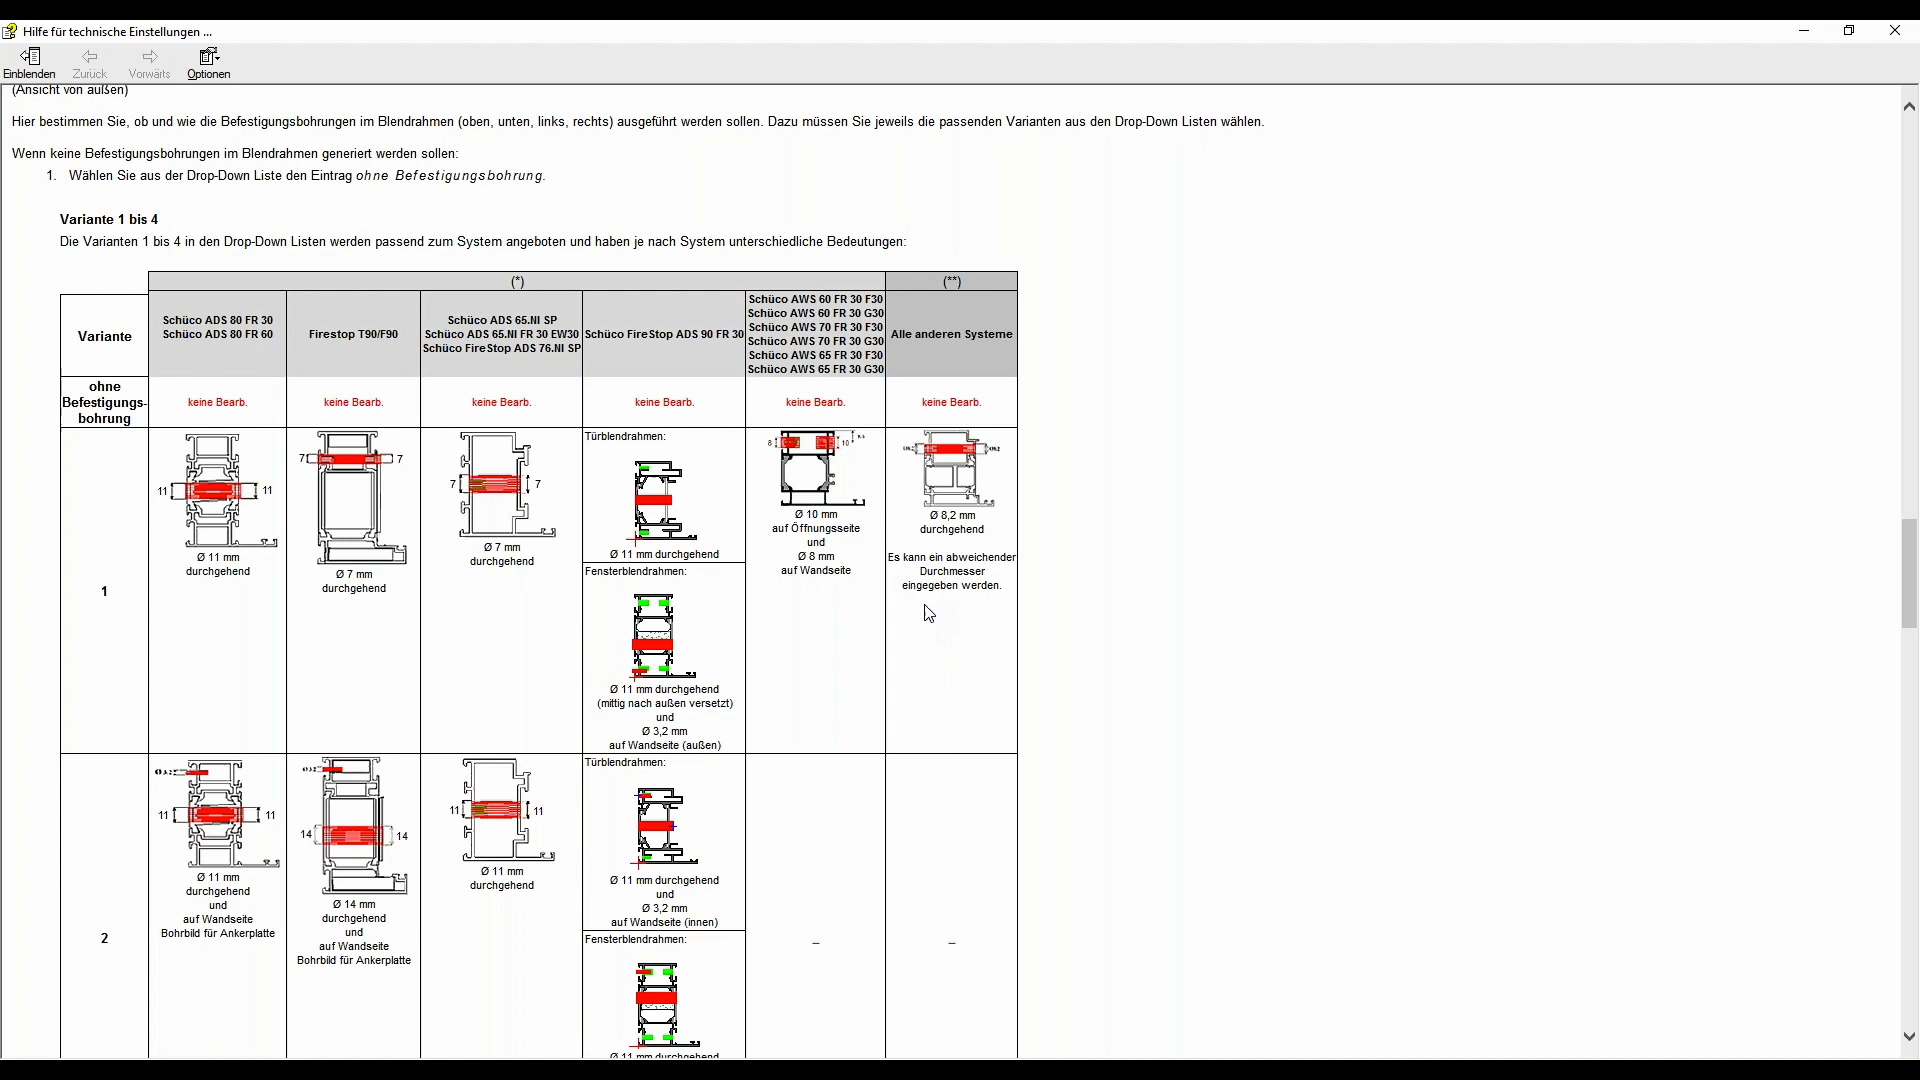 Hilfe für technische Einstellungen ...
Einblenden Zurück Vorwärts Optionen
(Ansicht von außen)
Hier bestimmen Sie, ob und wie die Befestigungsbohrungen im Blendrahmen (oben, unten, links, rechts) ausgeführt werden sollen. Dazu müssen Sie jeweils die passenden Varianten aus den Drop-Down Listen wählen.
Wenn keine Befestigungsbohrungen im Blendrahmen generiert werden sollen:
1. Wählen Sie aus der Drop-Down Liste den Eintrag ohne Befestigungsbohrung.
Variante 1 bis 4
Die Varianten 1 bis 4 in den Drop-Down Listen werden passend zum System angeboten und haben je nach System unterschiedliche Bedeutungen:
(*)
(**)
Variante
Schüco ADS 80 FR 30
Schüco ADS 80 FR 60
Firestop T90/F90
Schüco ADS 65.NI SP
Schüco ADS 65.NI FR 30 EW30
Schüco FireStop ADS 76.NI SP
Schüco FireStop ADS 90 FR 30
Schüco AWS 60 FR 30 F30
Schüco AWS 60 FR 30 G30
Schüco AWS 70 FR 30 F30
Schüco AWS 70 FR 30 G30
Schüco AWS 65 FR 30 F30
Schüco AWS 65 FR 30 G30
Alle anderen Systeme
ohne
Befestigungs-
bohrung
keine Bearb.
keine Bearb.
keine Bearb.
keine Bearb.
keine Bearb.
keine Bearb.
1
11 11
Ø 11 mm
durchgehend
7 7
Ø 7 mm
durchgehend
7 7
Ø 7 mm
durchgehend
Türblendrahmen:
Ø 11 mm durchgehend
Fensterblendrahmen:
Ø 11 mm durchgehend
(mittig nach außen versetzt)
und
Ø 3,2 mm
auf Wandseite (außen)
8 10
Ø 10 mm
auf Öffnungsseite
und
Ø 8 mm
auf Wandseite
Ø 8,2 mm
durchgehend
Es kann ein abweichender
Durchmesser
eingegeben werden.
2
11 11
Ø 11 mm
durchgehend
und
auf Wandseite
Bohrbild für Ankerplatte
14 14
Ø 14 mm
durchgehend
und
auf Wandseite
Bohrbild für Ankerplatte
11 11
Ø 11 mm
durchgehend
Türblendrahmen:
Ø 11 mm durchgehend
und
Ø 3,2 mm
auf Wandseite (innen)
Fensterblendrahmen:
Ø 11 mm durchgehend
–
–